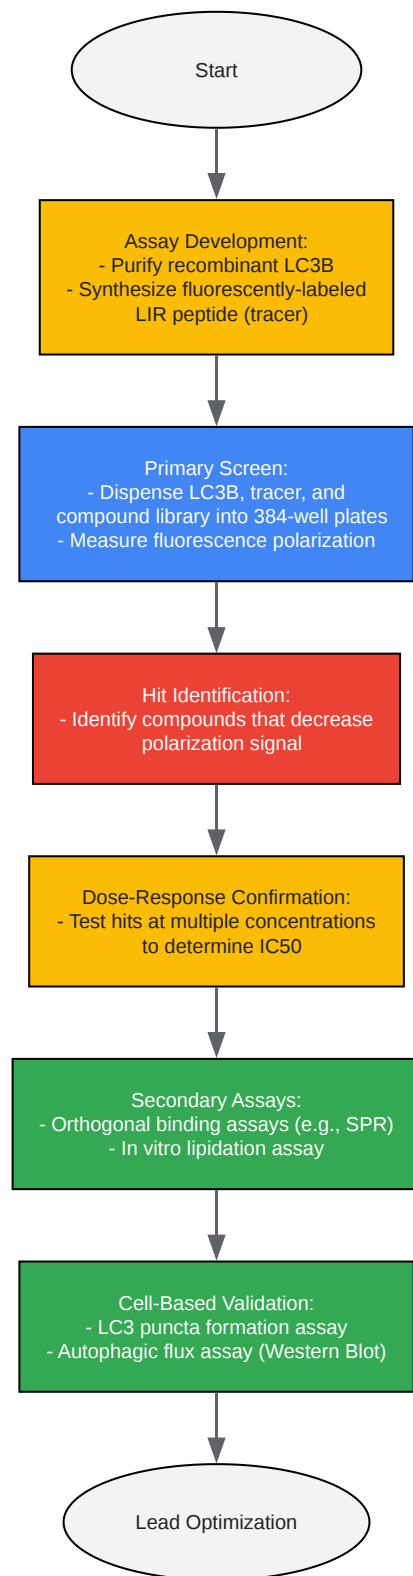 Start
Assay Development:
- Purify recombinant LC3B
- Synthesize fluorescently-labeled
LIR peptide (tracer)
Primary Screen:
- Dispense LC3B, tracer, and
compound library into 384-well plates
- Measure fluorescence polarization
Hit Identification:
- Identify compounds that decrease
polarization signal
Dose-Response Confirmation:
- Test hits at multiple concentrations
to determine IC50
Secondary Assays:
- Orthogonal binding assays (e.g., SPR)
- In vitro lipidation assay
Cell-Based Validation:
- LC3 puncta formation assay
- Autophagic flux assay (Western Blot)
Lead Optimization